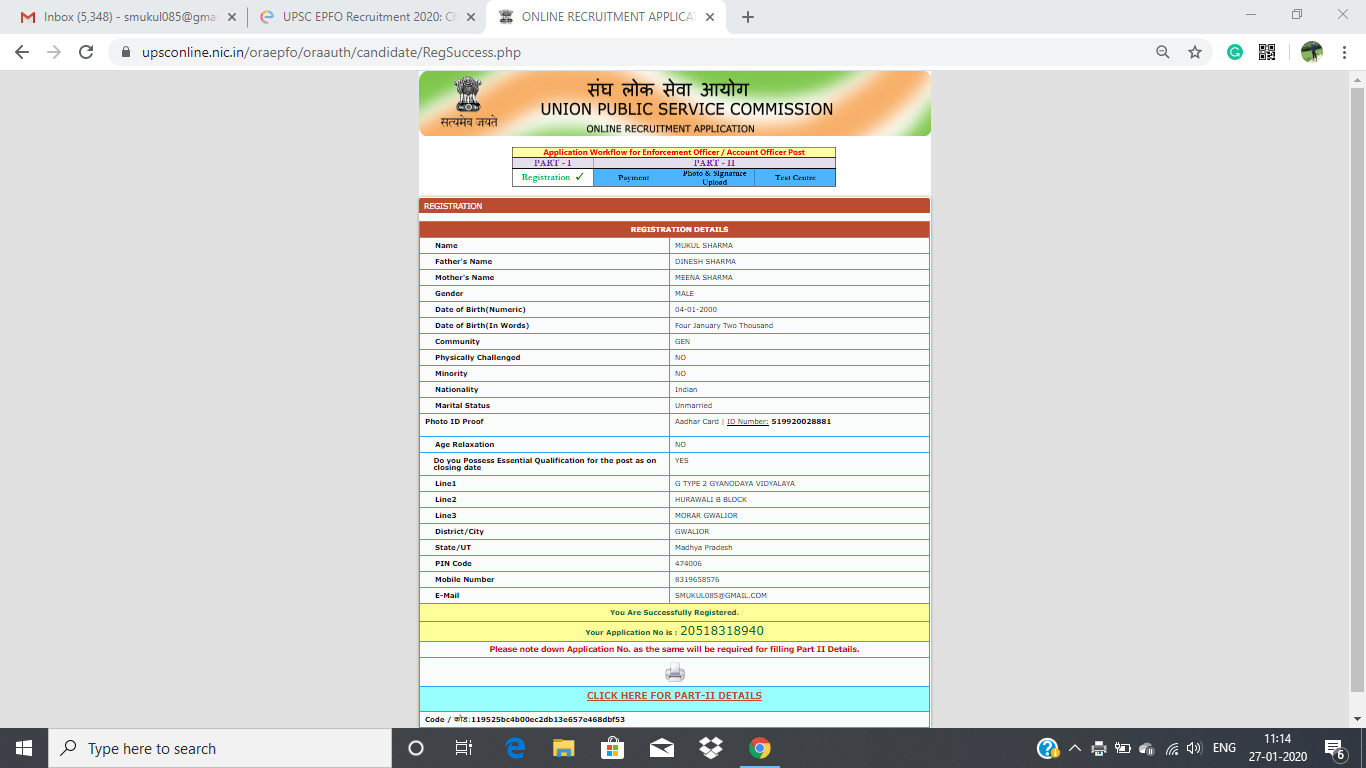 Inbox (5,348) - smukul085@gma
UPSC EPFO Recruitment 2020: Ch
ONLINE RECRUITMENT APPLICAT
upsconline.nic.in/oraepfo/oraauth/candidate/RegSuccess.php
सत्यमेव जयते
संघ लोक सेवा आयोग
UNION PUBLIC SERVICE COMMISSION
ONLINE RECRUITMENT APPLICATION
Application Workflow for Enforcement Officer / Account Officer Post
PART - I PART - II
Registration ✓ Payment Photo & Signature Upload Test Centre
REGISTRATION
REGISTRATION DETAILS
Name MUKUL SHARMA
Father's Name DINESH SHARMA
Mother's Name MEENA SHARMA
Gender MALE
Date of Birth(Numeric) 04-01-2000
Date of Birth(In Words) Four January Two Thousand
Community GEN
Physically Challenged NO
Minority NO
Nationality Indian
Marital Status Unmarried
Photo ID Proof Aadhar Card | ID Number: 519920028881
Age Relaxation NO
Do you Possess Essential Qualification for the post as on closing date YES
Line1 G TYPE 2 GYANODAYA VIDYALAYA
Line2 HURAWALI B BLOCK
Line3 MORAR GWALIOR
District/City GWALIOR
State/UT Madhya Pradesh
PIN Code 474006
Mobile Number 8319658576
E-Mail SMUKUL085@GMAIL.COM
You Are Successfully Registered.
Your Application No is : 20518318940
Please note down Application No. as the same will be required for filling Part II Details.
CLICK HERE FOR PART-II DETAILS
Code / कोड:119525bc4b00ec2db13e657e468dbf53
Type here to search
ENG
11:14
27-01-2020
6